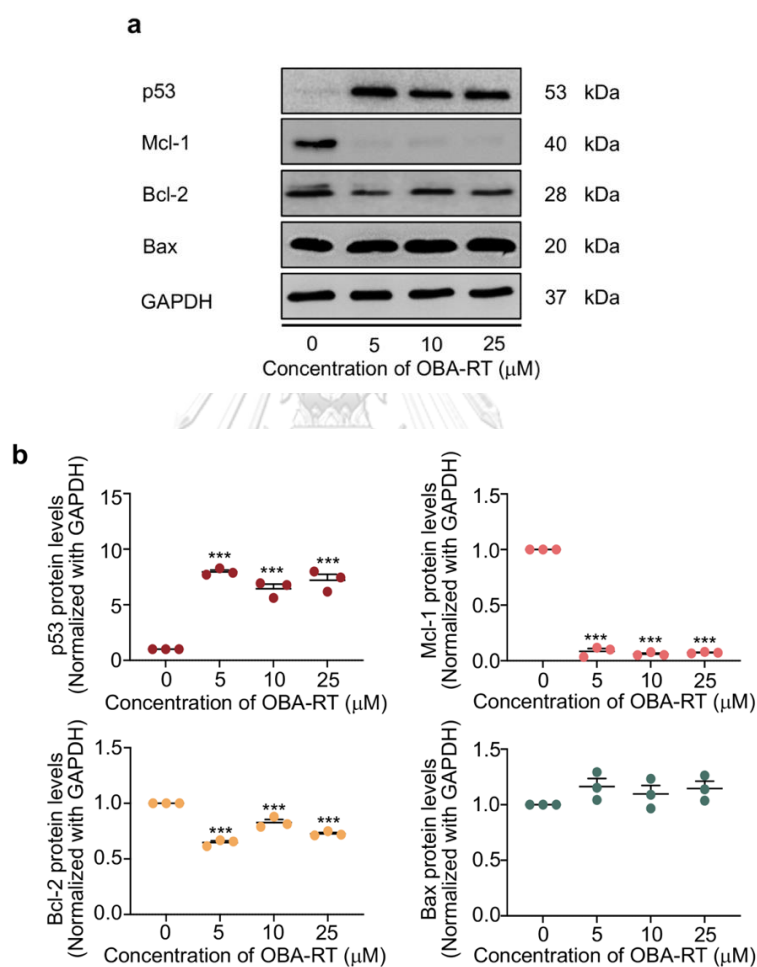 a
p53 53 kDa
Mcl-1 40 kDa
Bcl-2 28 kDa
Bax 20 kDa
GAPDH 37 kDa
0 5 10 25
Concentration of OBA-RT (μM)
b
p53 protein levels
(Normalized with GAPDH)
15
10
5
0
***
***
***
0 5 10 25
Concentration of OBA-RT (μM)
Mcl-1 protein levels
(Normalized with GAPDH)
1.5
1.0
0.5
0.0
*** *** ***
0 5 10 25
Concentration of OBA-RT (μM)
Bcl-2 protein levels
(Normalized with GAPDH)
1.5
1.0
0.5
0.0
***
***
***
0 5 10 25
Concentration of OBA-RT (μM)
Bax protein levels
(Normalized with GAPDH)
1.5
1.0
0.5
0.0
0 5 10 25
Concentration of OBA-RT (μM)